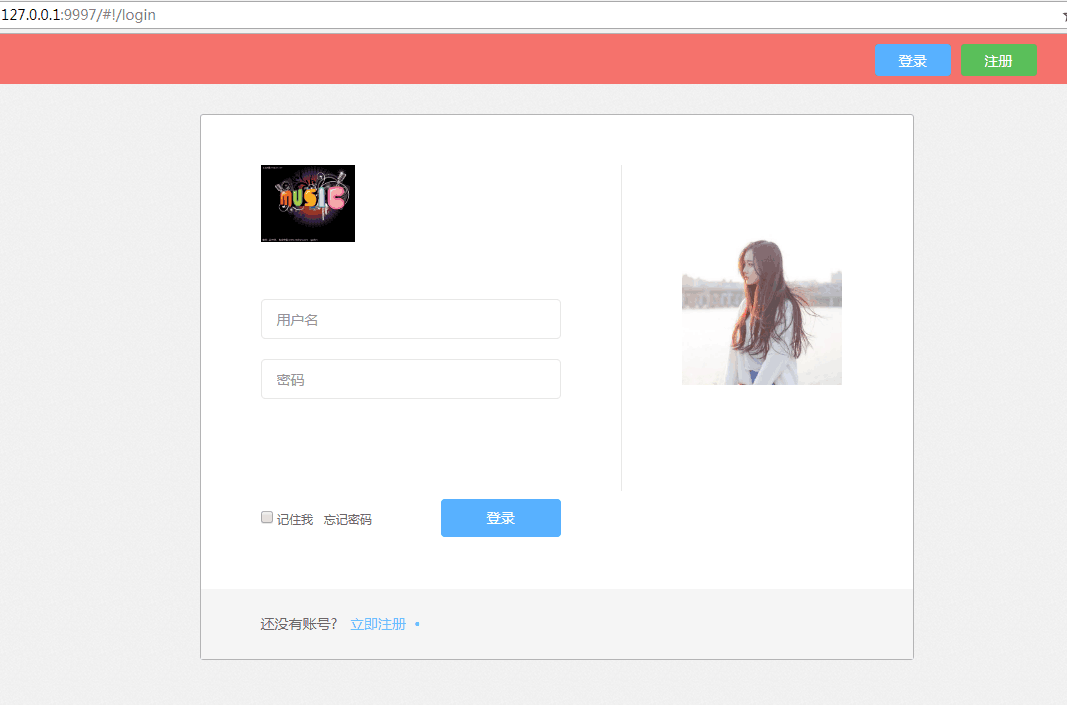 127.0.0.1:9997/#!/login
登录 注册
MUSIC
用户名
密码
记住我 忘记密码 登录
还没有账号? 立即注册 •